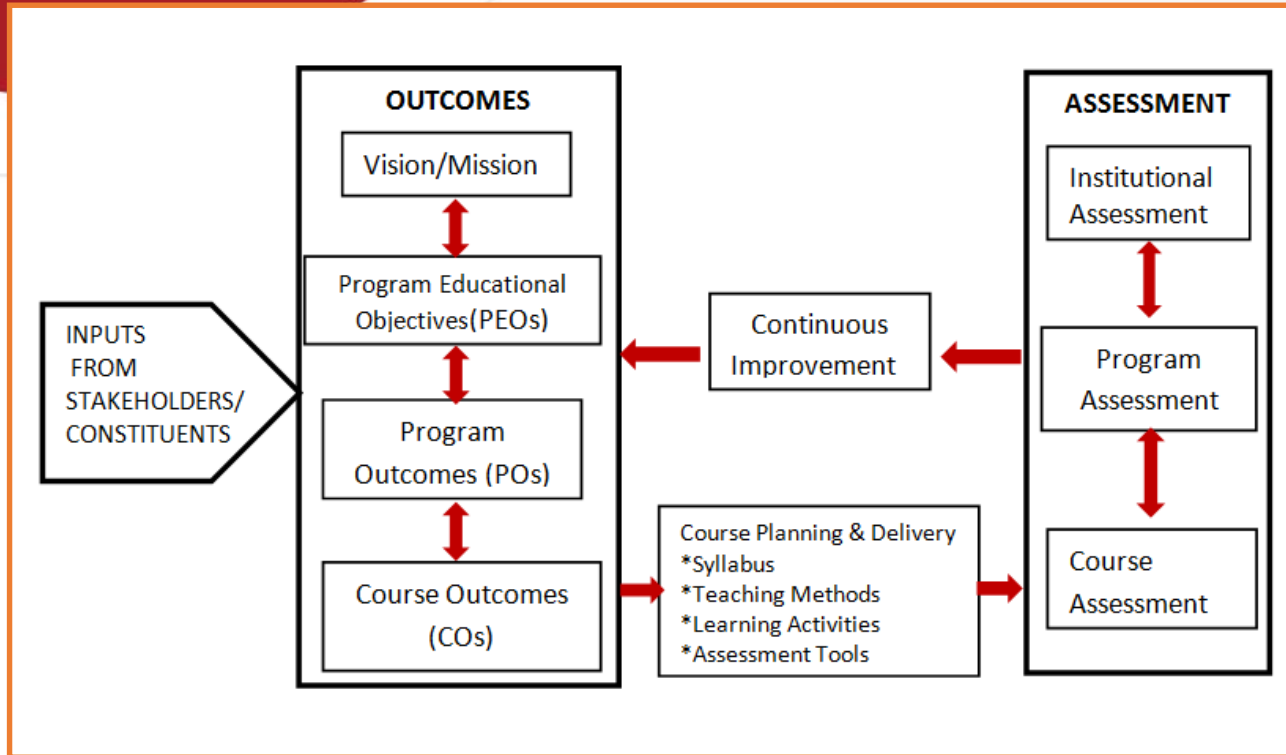 OUTCOMES
Vision/Mission
Program Educational
Objectives(PEOs)
Program
Outcomes (POs)
Course Outcomes
(COs)
INPUTS
FROM
STAKEHOLDERS/
CONSTITUENTS
Continuous
Improvement
Course Planning & Delivery
*Syllabus
*Teaching Methods
*Learning Activities
*Assessment Tools
ASSESSMENT
Institutional
Assessment
Program
Assessment
Course
Assessment